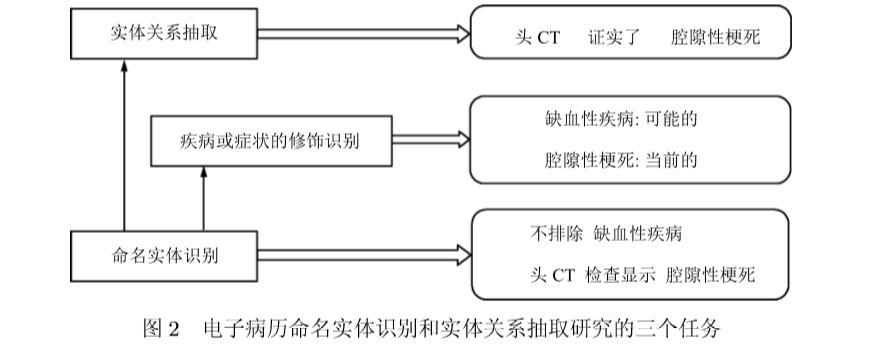 实体关系抽取
头 CT 证实了 腔隙性梗死
疾病或症状的修饰识别
缺血性疾病: 可能的
腔隙性梗死: 当前的
命名实体识别
不排除 缺血性疾病
头 CT 检查显示 腔隙性梗死
图 2 电子病历命名实体识别和实体关系抽取研究的三个任务